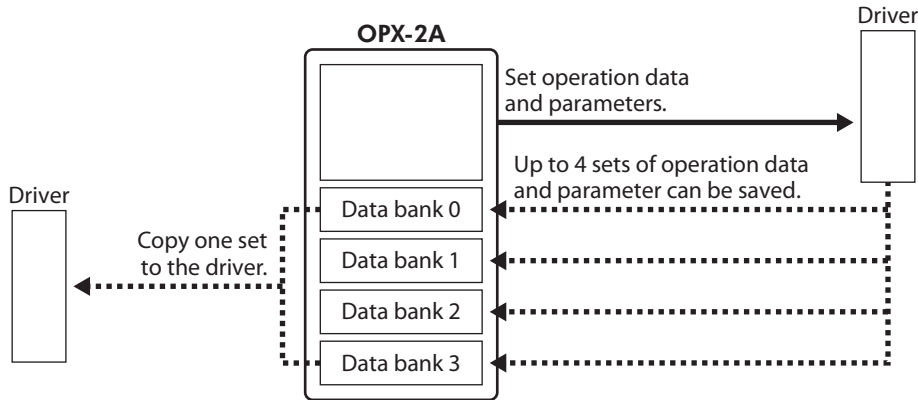 Driver
OPX-2A
Set operation data
and parameters.
Up to 4 sets of operation data
and parameter can be saved.
Driver
Data bank 0
Copy one set
to the driver.
Data bank 1
Data bank 2
Data bank 3